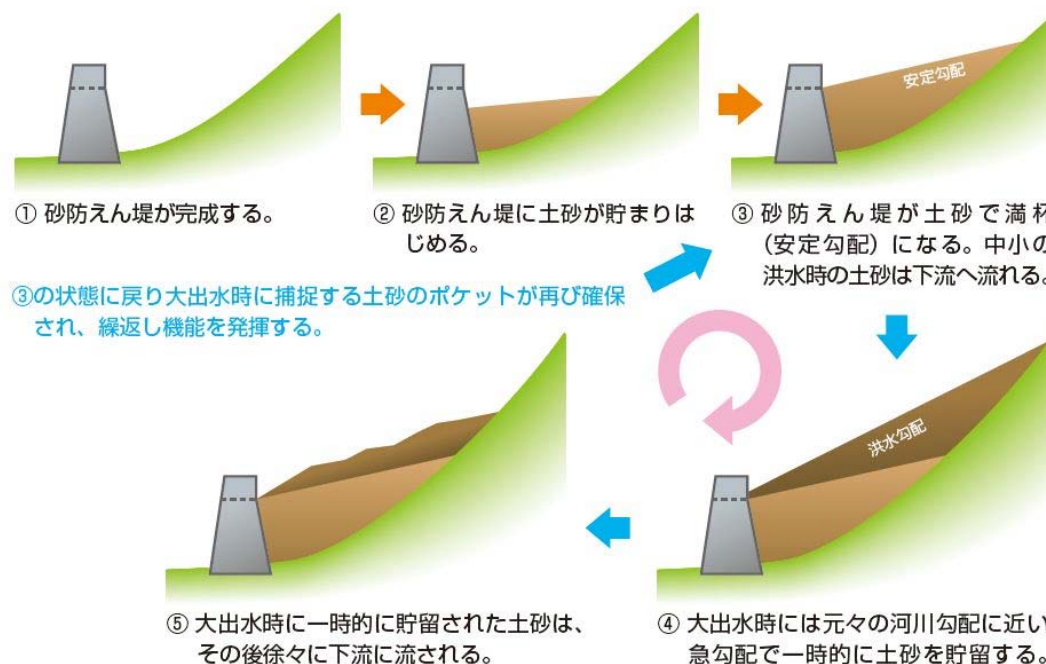 ① 砂防えん堤が完成する。
② 砂防えん堤に土砂が貯まりは
じめる。
安定勾配
③ 砂防えん堤が土砂で満杯
(安定勾配)になる。中小の
洪水時の土砂は下流へ流れる。
③の状態に戻り大出水時に捕捉する土砂のポケットが再び確保
され、繰返し機能を発揮する。
洪水勾配
④ 大出水時には元々の河川勾配に近い
急勾配で一時的に土砂を貯留する。
⑤ 大出水時に一時的に貯留された土砂は、
その後徐々に下流に流される。